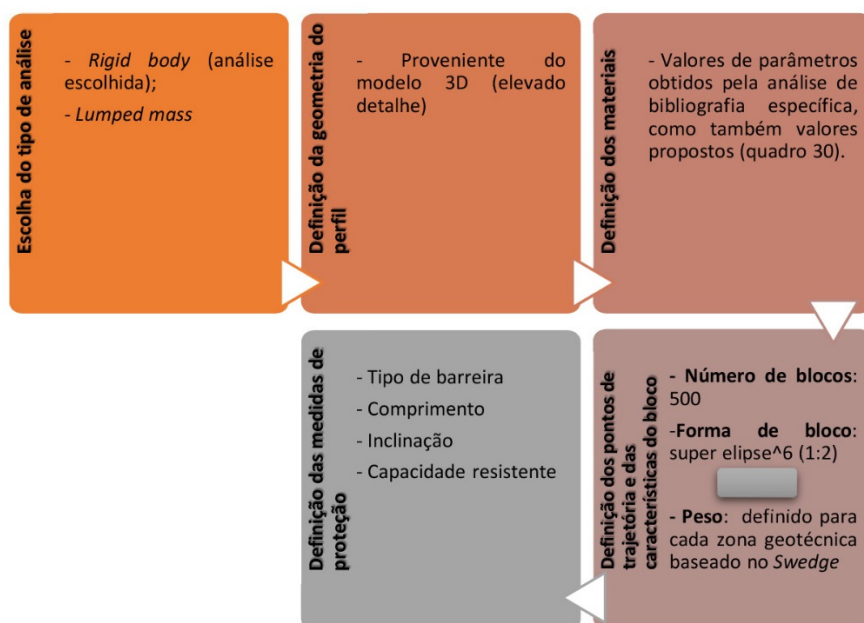 Escolha do tipo de análise
- Rigid body (análise
escolhida);
- Lumped mass
Definição da geometria do
perfil
- Proveniente do
modelo 3D (elevado
detalhe)
Definição dos materiais
- Valores de parâmetros
obtidos pela análise de
bibliografia específica,
como também valores
propostos (quadro 30).
Definição dos pontos de
trajetória e das
características do bloco
- Número de blocos:
500
-Forma de bloco:
super elipse^6 (1:2)
- Peso: definido para
cada zona geotécnica
baseado no Swedge
Definição das medidas de
proteção
- Tipo de barreira
- Comprimento
- Inclinação
- Capacidade resistente